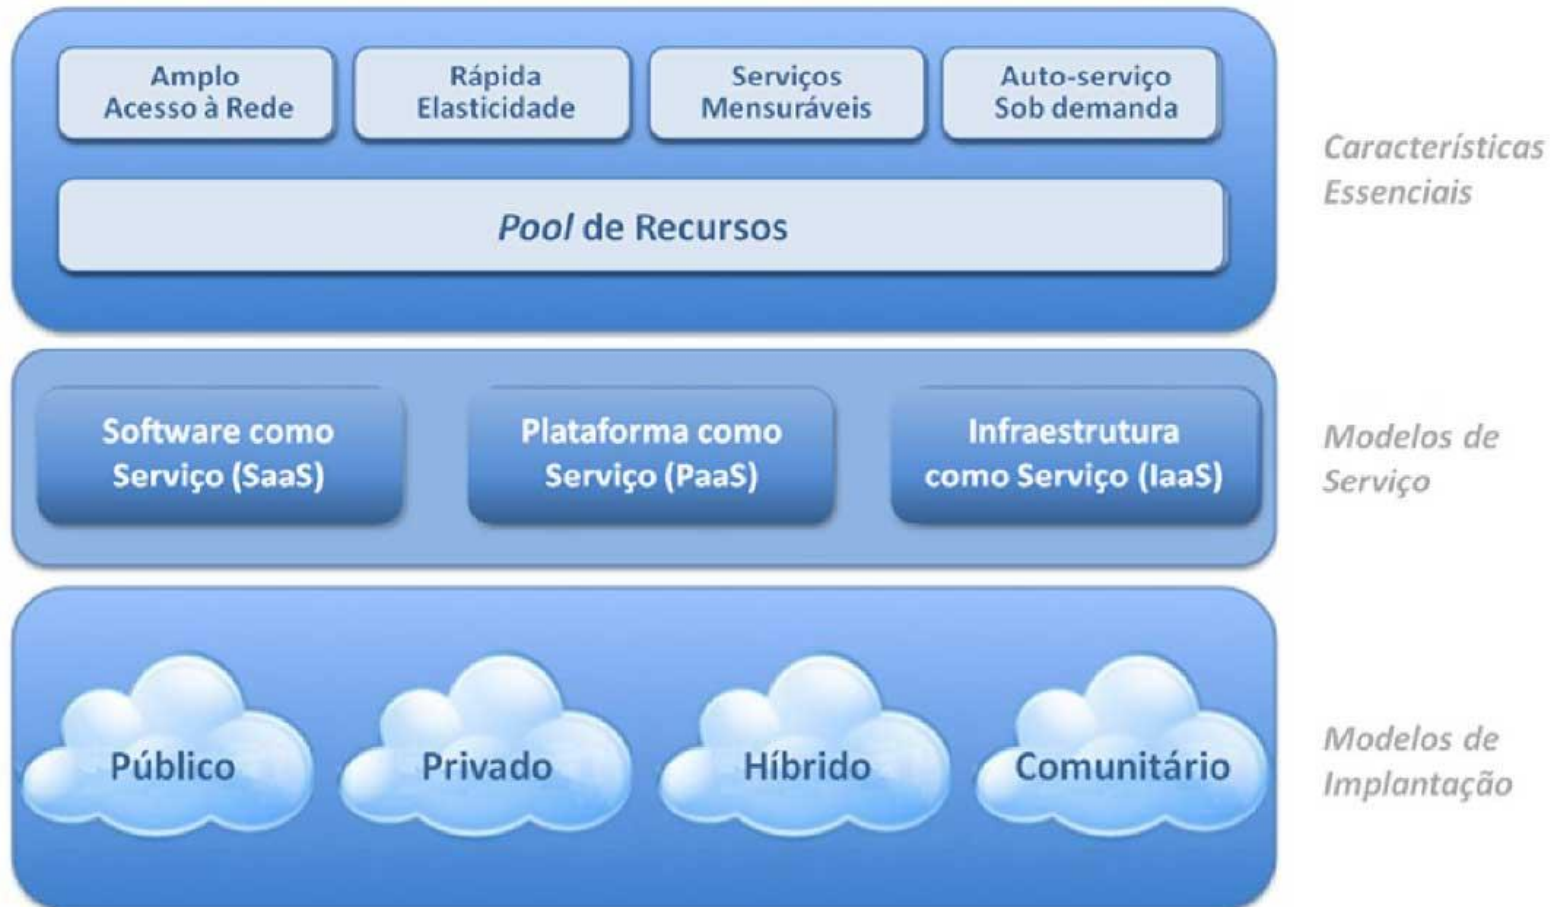 Amplo
Acesso à Rede
Rápida
Elasticidade
Serviços
Mensuráveis
Auto-serviço
Sob demanda
Pool de Recursos
Características
Essenciais
Software como
Serviço (SaaS)
Plataforma como
Serviço (PaaS)
Infraestrutura
como Serviço (IaaS)
Modelos de
Serviço
Público
Privado
Híbrido
Comunitário
Modelos de
Implantação